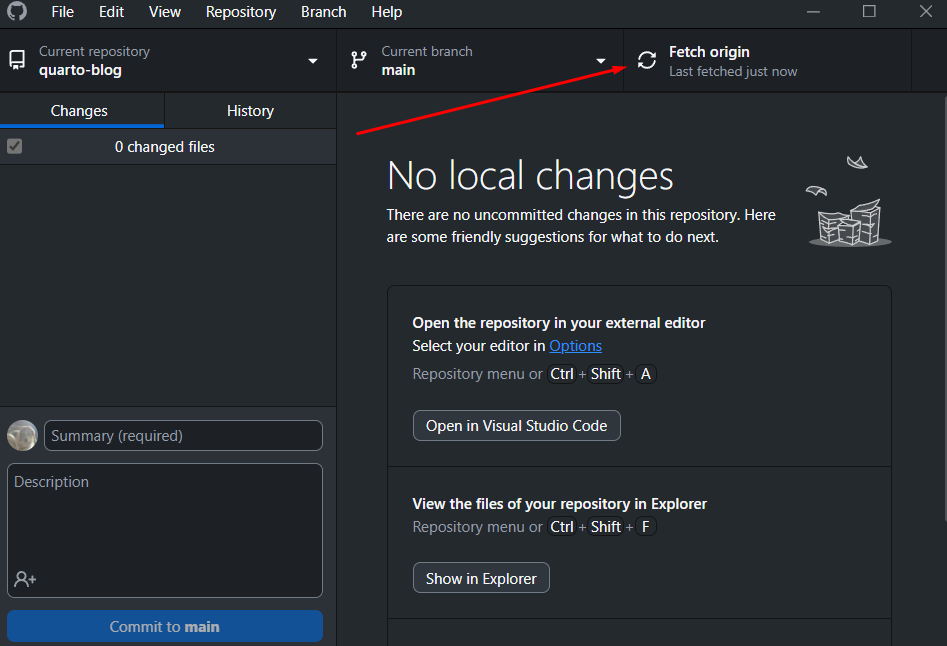 File Edit View Repository Branch Help
Current repository
quarto-blog
Current branch
main
Fetch origin
Last fetched just now
Changes
History
0 changed files
No local changes
There are no uncommitted changes in this repository. Here
are some friendly suggestions for what to do next.
Open the repository in your external editor
Select your editor in Options
Repository menu or Ctrl + Shift + A
Open in Visual Studio Code
View the files of your repository in Explorer
Repository menu or Ctrl + Shift + F
Show in Explorer
Summary (required)
Description
Commit to main